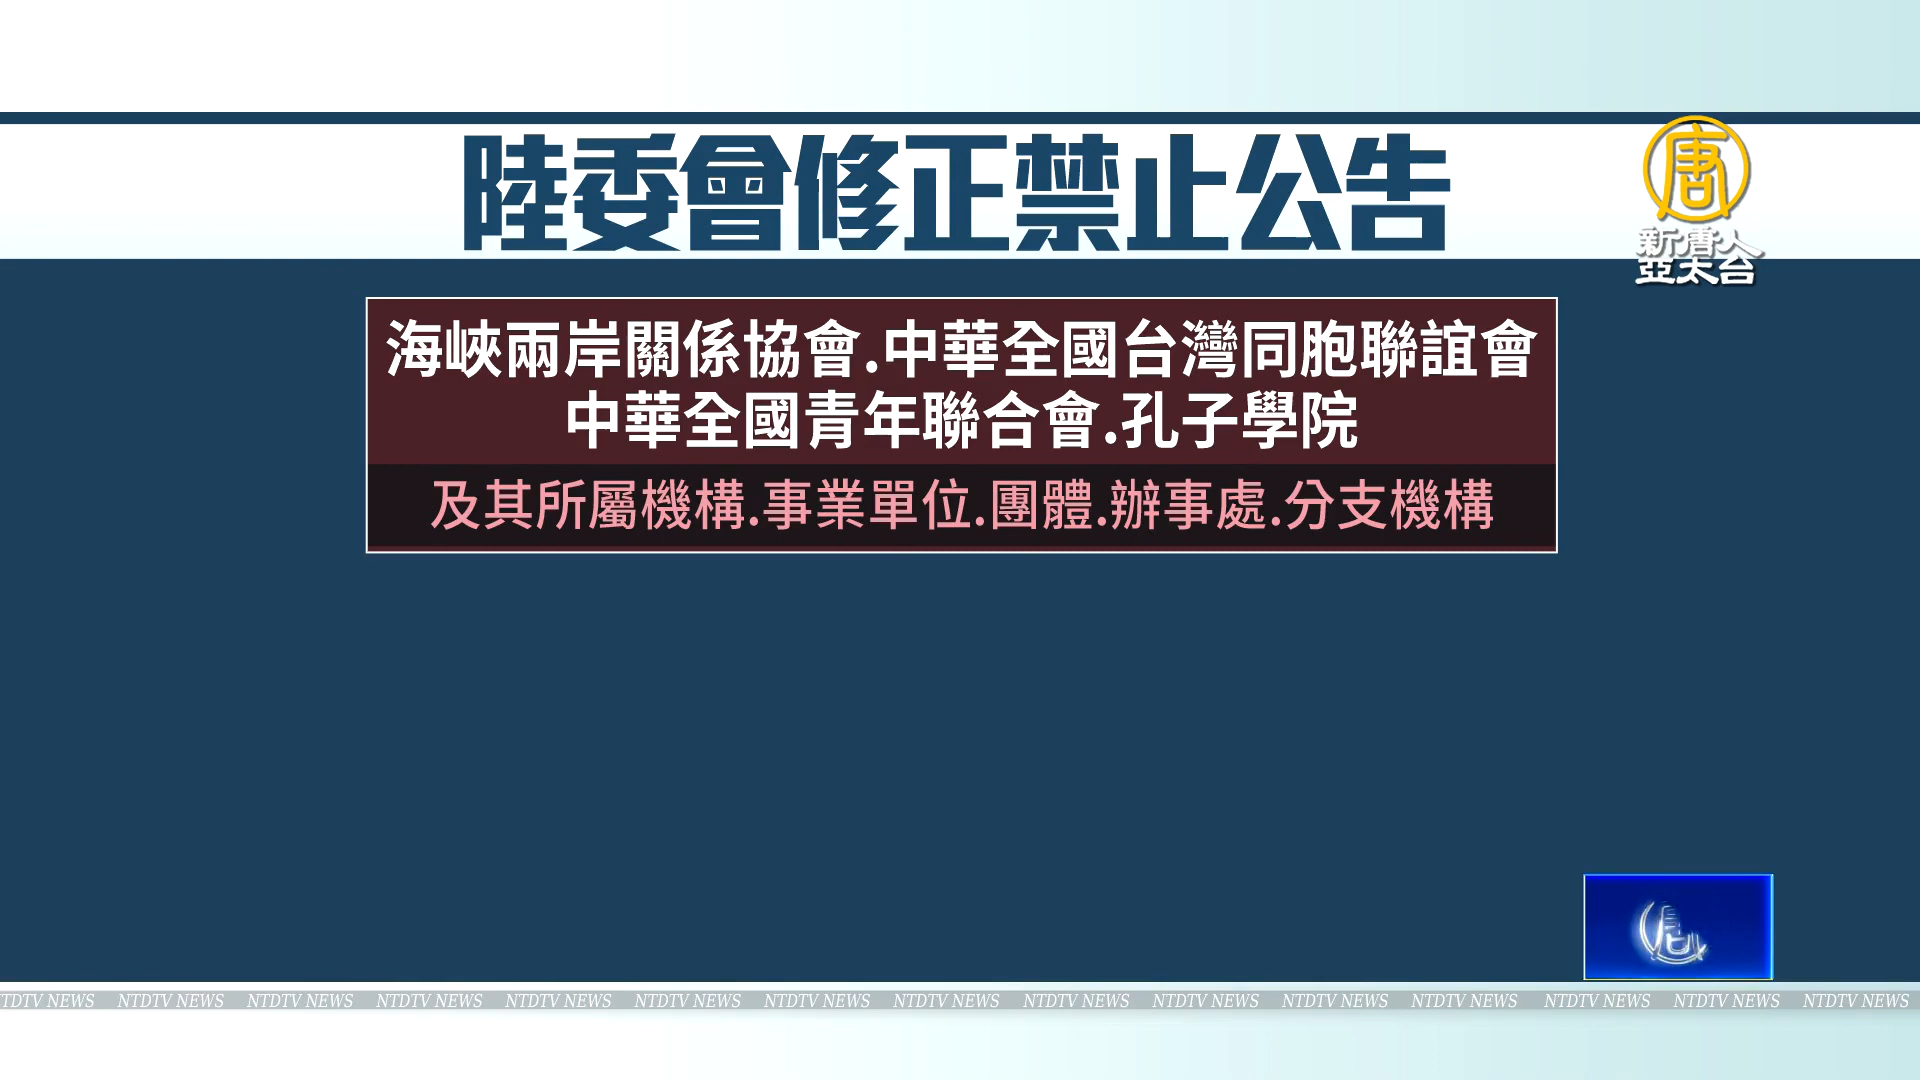 陸委會修正禁止公告
唐
新唐人
亞太台
海峽兩岸關係協會.中華全國台灣同胞聯誼會
中華全國青年聯合會.孔子學院
及其所屬機構.事業單位.團體.辦事處.分支機構
TDTV NEWS NTDTV NEWS NTDTV NEWS NTDTV NEWS NTDTV NEWS NTDTV NEWS NTDTV NEWS NTDTV NEWS NTDTV NEWS NTDTV NEWS NTDTV NEWS NTDTV NEWS NTDTV NEWS NTDTV NEWS NTDTV NEWS